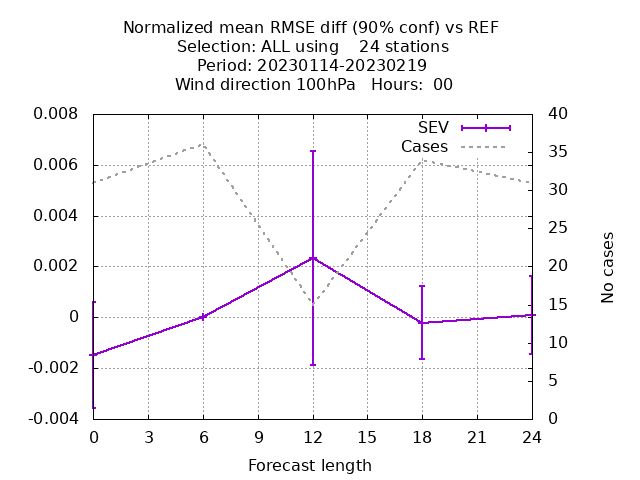 Normalized mean RMSE diff (90% conf) vs REF
Selection: ALL using    24 stations
Period: 20230114-20230219
Wind direction 100hPa   Hours:  00
0.008
0.006
0.004
0.002
0
-0.002
-0.004
40
35
30
25
20
15
10
5
0
SEV
Cases
No cases
0 3 6 9 12 15 18 21 24
Forecast length